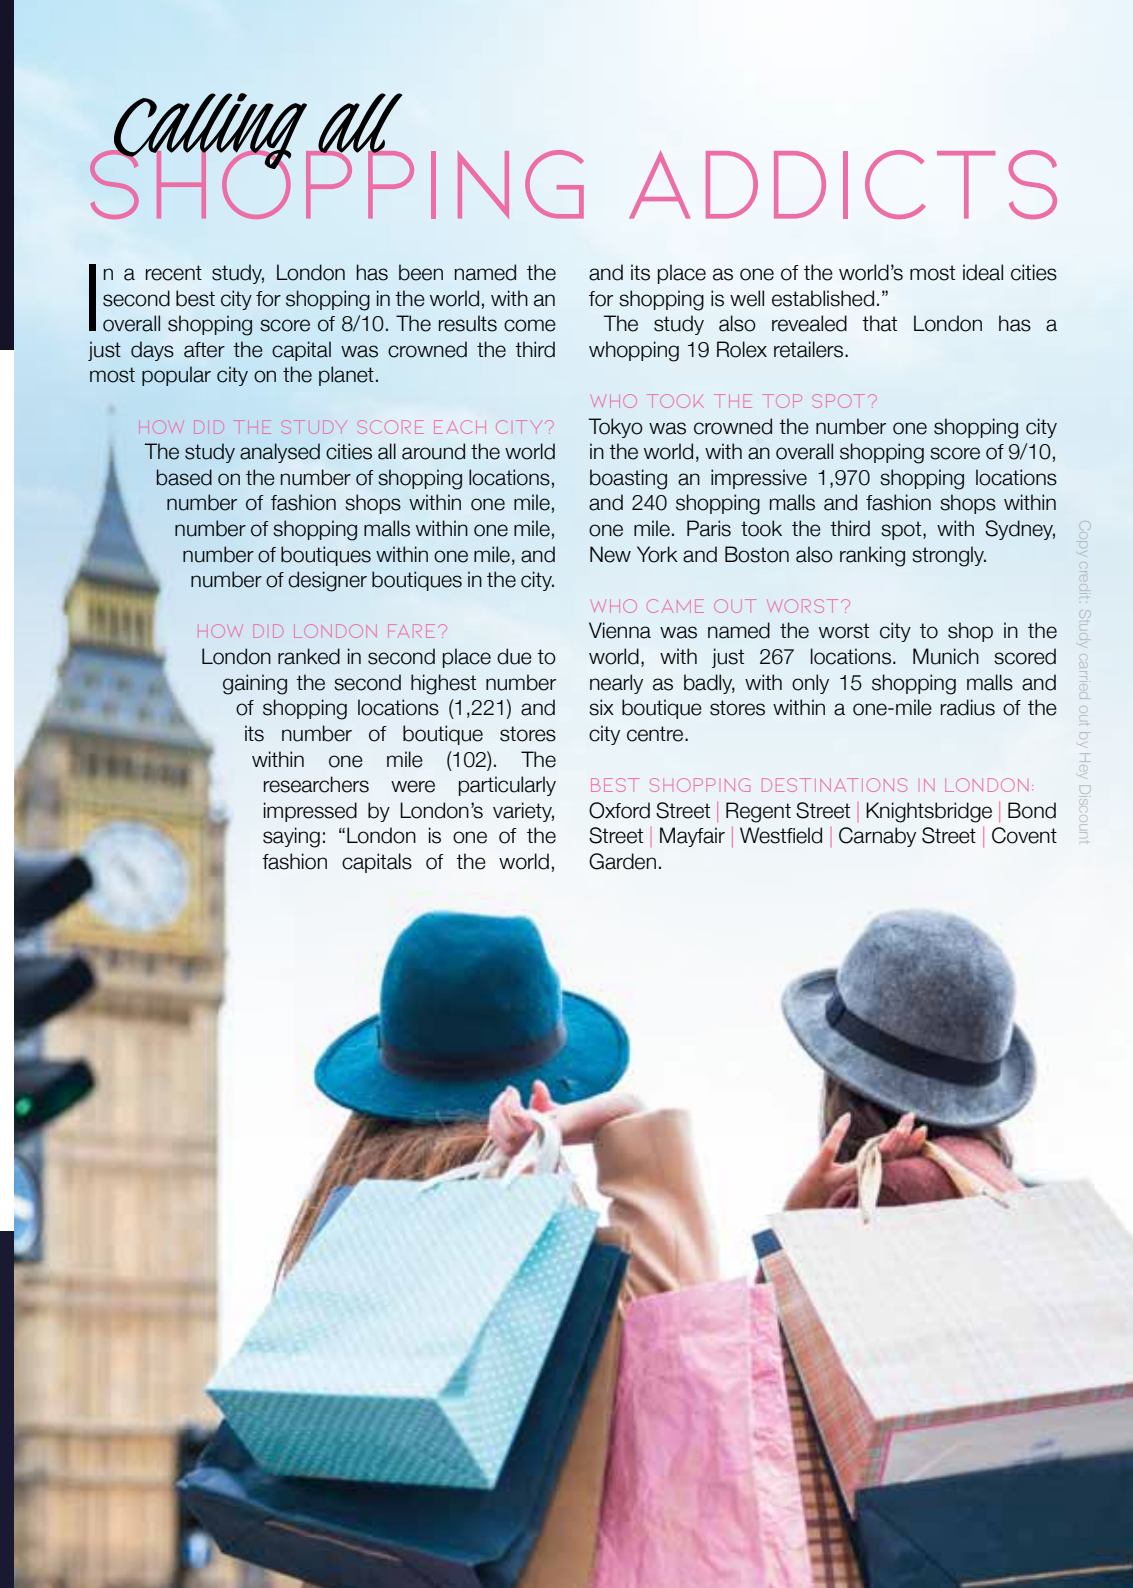 Calling all
SHOPPING ADDICTS
In a recent study, London has been named the
second best city for shopping in the world, with an
overall shopping score of 8/10. The results come
just days after the capital was crowned the third
most popular city on the planet.
HOW DID THE STUDY SCORE EACH CITY?
The study analysed cities all around the world
based on the number of shopping locations,
number of fashion shops within one mile,
number of shopping malls within one mile,
number of boutiques within one mile, and
number of designer boutiques in the city.
HOW DID LONDON FARE?
London ranked in second place due to
gaining the second highest number
of shopping locations (1,221) and
its number of boutique stores
within one mile (102). The
researchers were particularly
impressed by London's variety,
saying: “London is one of the
fashion capitals of the world,
and its place as one of the world's most ideal cities
for shopping is well established.”
The study also revealed that London has a
whopping 19 Rolex retailers.
WHO TOOK THE TOP SPOT?
Tokyo was crowned the number one shopping city
in the world, with an overall shopping score of 9/10,
boasting an impressive 1,970 shopping locations
and 240 shopping malls and fashion shops within
one mile. Paris took the third spot, with Sydney,
New York and Boston also ranking strongly.
WHO CAME OUT WORST?
Vienna was named the worst city to shop in the
world, with just 267 locations. Munich scored
nearly as badly, with only 15 shopping malls and
six boutique stores within a one-mile radius of the
city centre.
BEST SHOPPING DESTINATIONS IN LONDON:
Oxford Street | Regent Street | Knightsbridge | Bond
Street | Mayfair | Westfield | Carnaby Street | Covent
Garden.
Copy credit: Study carried out by Hey Discount